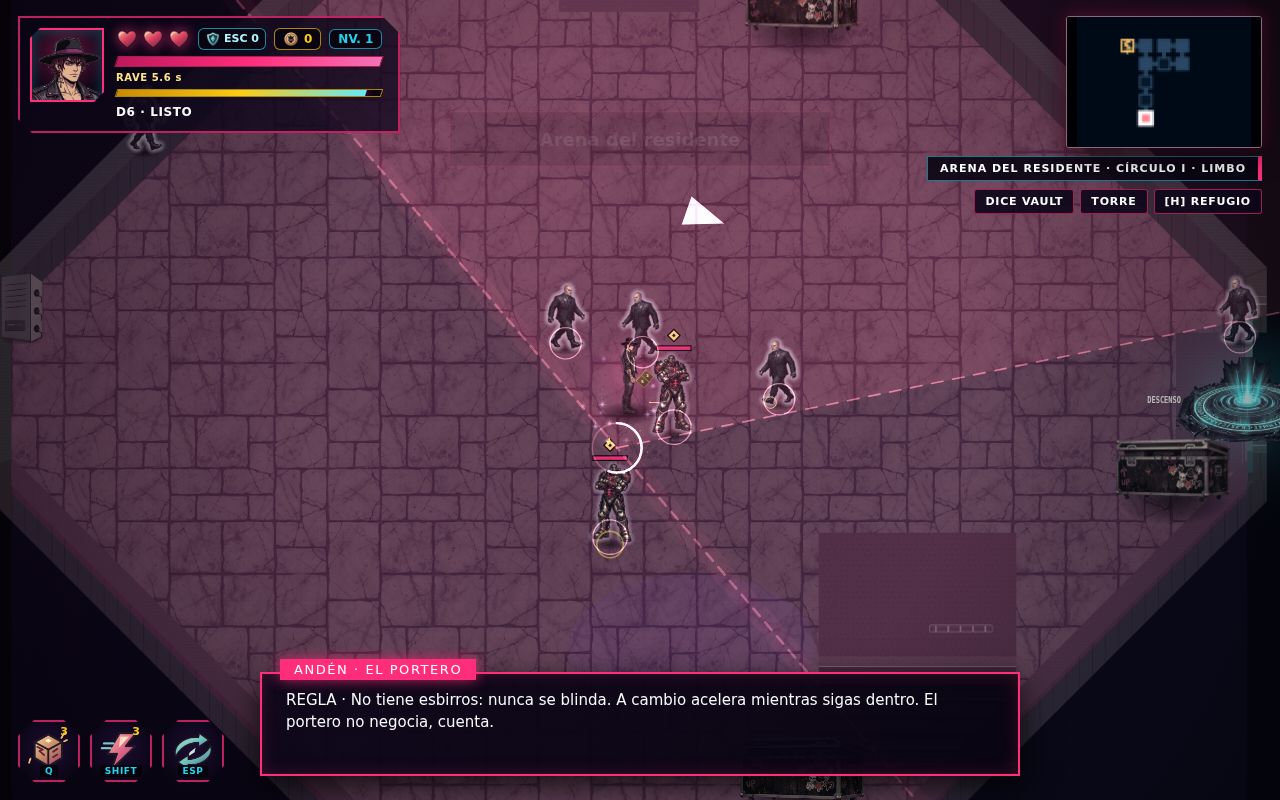 ESC 0
0
NV. 1
RAVE 5.6 s
D6 · LISTO
Arena del residente
ARENA DEL RESIDENTE · CÍRCULO I · LIMBO
DICE VAULT
TORRE
[H] REFUGIO
DESCENSO
ANDÉN · EL PORTERO
REGLA · No tiene esbirros: nunca se blinda. A cambio acelera mientras sigas dentro. El
portero no negocia, cuenta.
3
Q
3
SHIFT
ESP